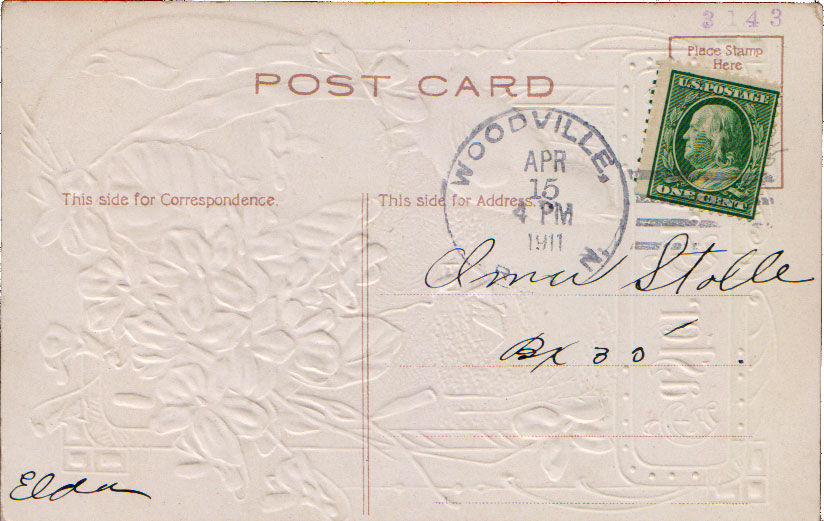 3143
Place Stamp
Here
U.S. POSTAGE
ONE CENT
POST CARD
WOODVILLE,
APR
15
4 PM
1911
This side for Correspondence.
This side for Address.
Omer Stolle
Bx 30
Elda